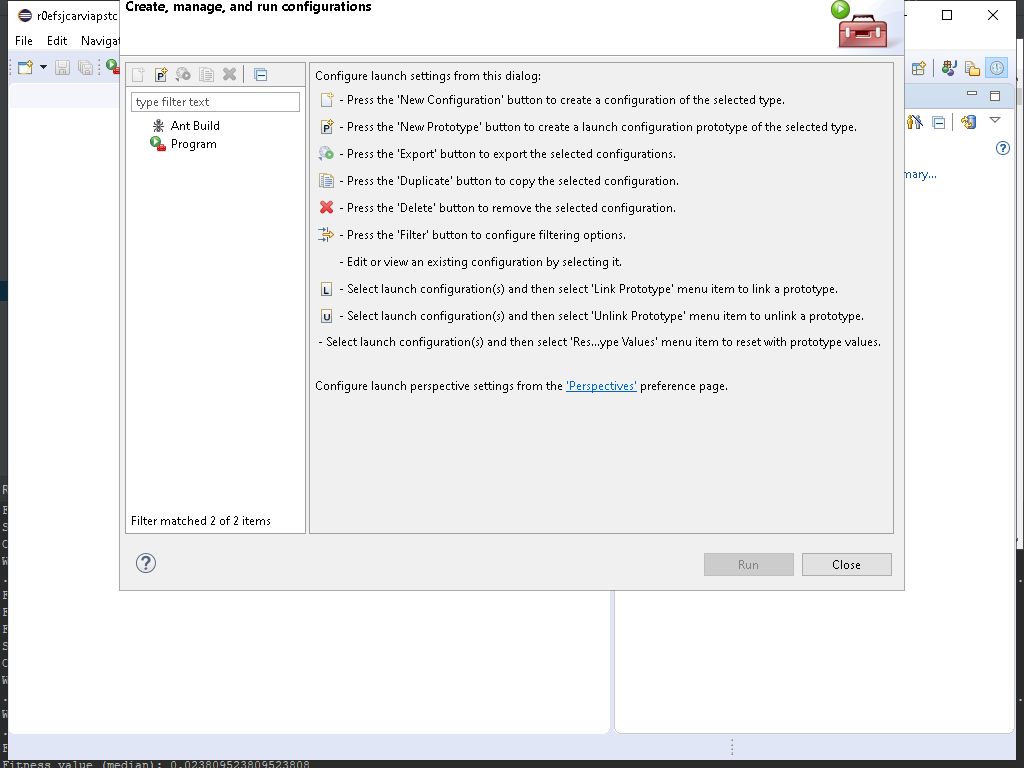 Create, manage, and run configurations
r0efsjcarviapstc
File Edit Navigat
type filter text
Ant Build
Program
Filter matched 2 of 2 items
Configure launch settings from this dialog:
- Press the 'New Configuration' button to create a configuration of the selected type.
- Press the 'New Prototype' button to create a launch configuration prototype of the selected type.
- Press the 'Export' button to export the selected configurations.
- Press the 'Duplicate' button to copy the selected configuration.
- Press the 'Delete' button to remove the selected configuration.
- Press the 'Filter' button to configure filtering options.
- Edit or view an existing configuration by selecting it.
L - Select launch configuration(s) and then select 'Link Prototype' menu item to link a prototype.
U - Select launch configuration(s) and then select 'Unlink Prototype' menu item to unlink a prototype.
- Select launch configuration(s) and then select 'Res...ype Values' menu item to reset with prototype values.
Configure launch perspective settings from the 'Perspectives' preference page.
mary...
Run
Close
Fitness value (median): 0.023809523809523808